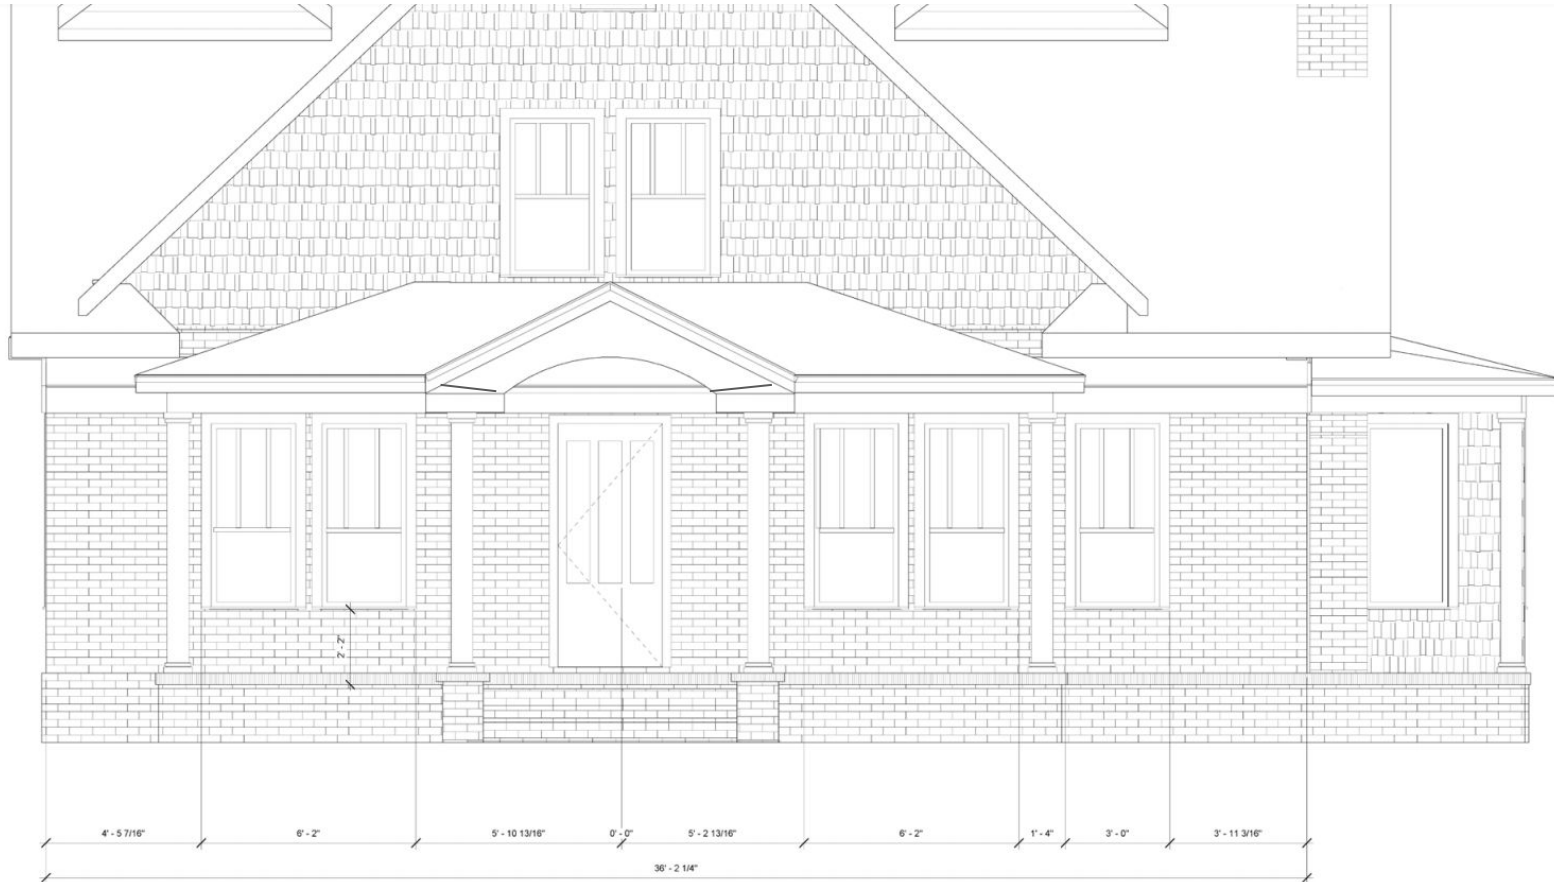 2' - 2"
4' - 5 7/16"
6' - 2"
5' - 10 13/16"
0' - 0"
5' - 2 13/16"
6' - 2"
1' - 4"
3' - 0"
3' - 11 3/16"
36' - 2 1/4"